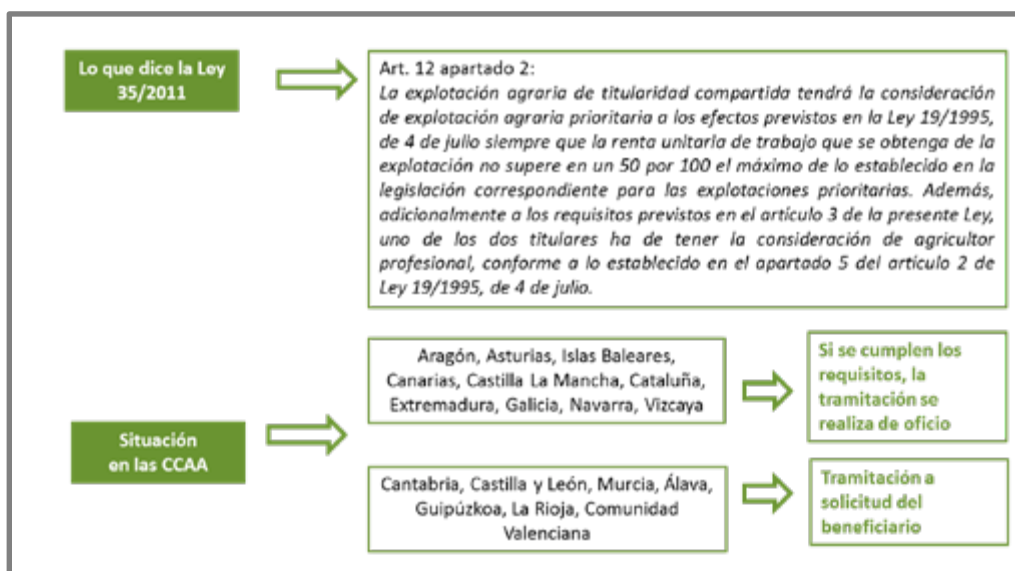 Lo que dice la Ley
35/2011
Art. 12 apartado 2:
La explotación agraria de titularidad compartida tendrá la consideración
de explotación agraria prioritaria a los efectos previstos en la Ley 19/1995,
de 4 de julio siempre que la renta unitaria de trabajo que se obtenga de la
explotación no supere en un 50 por 100 el máximo de lo establecido en la
legislación correspondiente para las explotaciones prioritarias. Además,
adicionalmente a los requisitos previstos en el artículo 3 de la presente Ley,
uno de los dos titulares ha de tener la consideración de agricultor
profesional, conforme a lo establecido en el apartado 5 del artículo 2 de
Ley 19/1995, de 4 de julio.
Situación
en las CCAA
Aragón, Asturias, Islas Baleares,
Canarias, Castilla La Mancha, Cataluña,
Extremadura, Galicia, Navarra, Vizcaya
Si se cumplen los
requisitos, la
tramitación se
realiza de oficio
Cantabria, Castilla y León, Murcia, Álava,
Guipúzkoa, La Rioja, Comunidad
Valenciana
Tramitación a
solicitud del
beneficiario